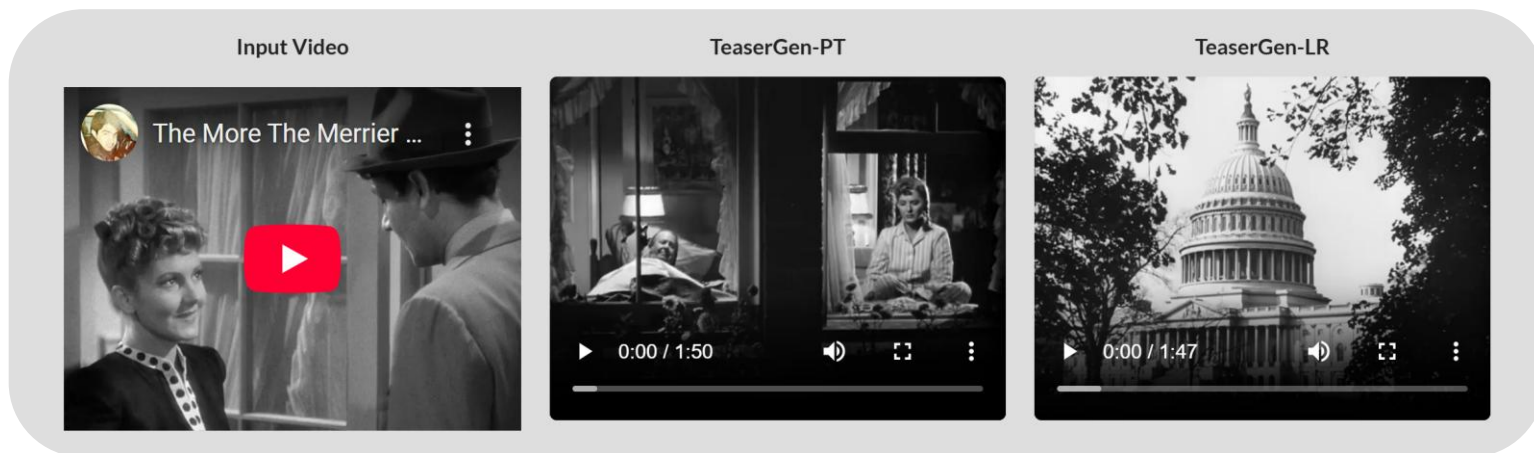 Input Video
TeaserGen-PT
TeaserGen-LR
The More The Merrier ...
0:00 / 1:50
0:00 / 1:47